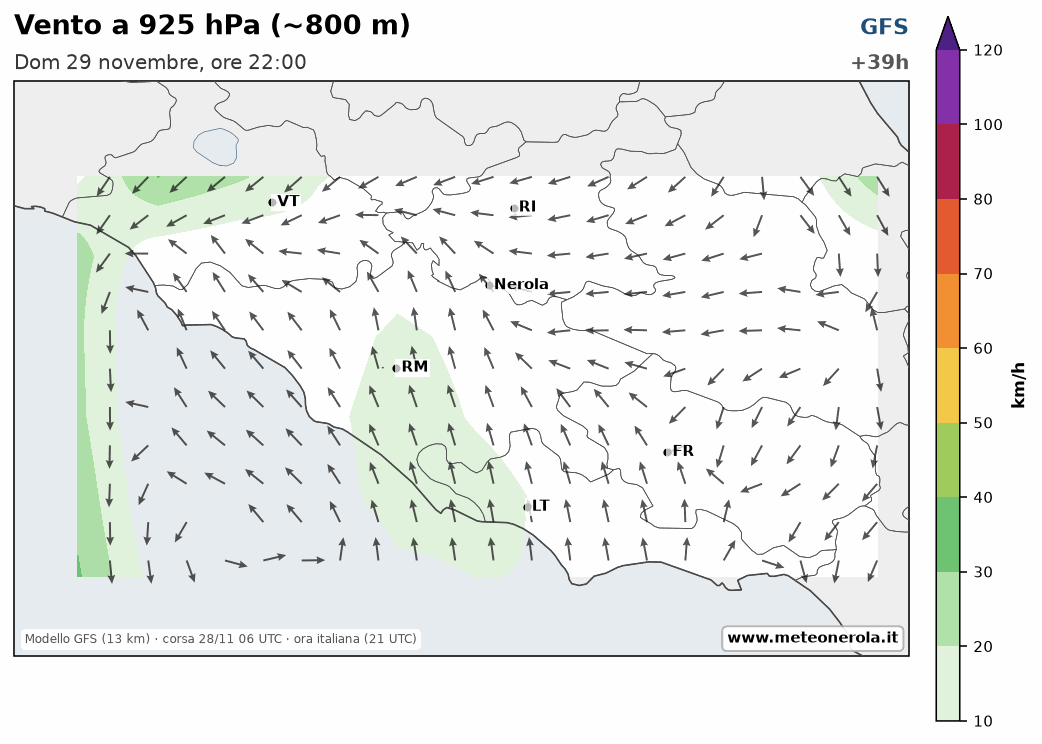 Vento a 925 hPa (~800 m)
GFS
Dom 29 novembre, ore 22:00
+39h
VT
RI
Nerola
RM
FR
LT
120
100
80
70
60
50
40
30
20
10
km/h
Modello GFS (13 km) · corsa 28/11 06 UTC · ora italiana (21 UTC)
www.meteonerola.it